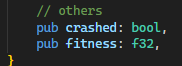 // others
pub crashed: bool,
pub fitness: f32,
}